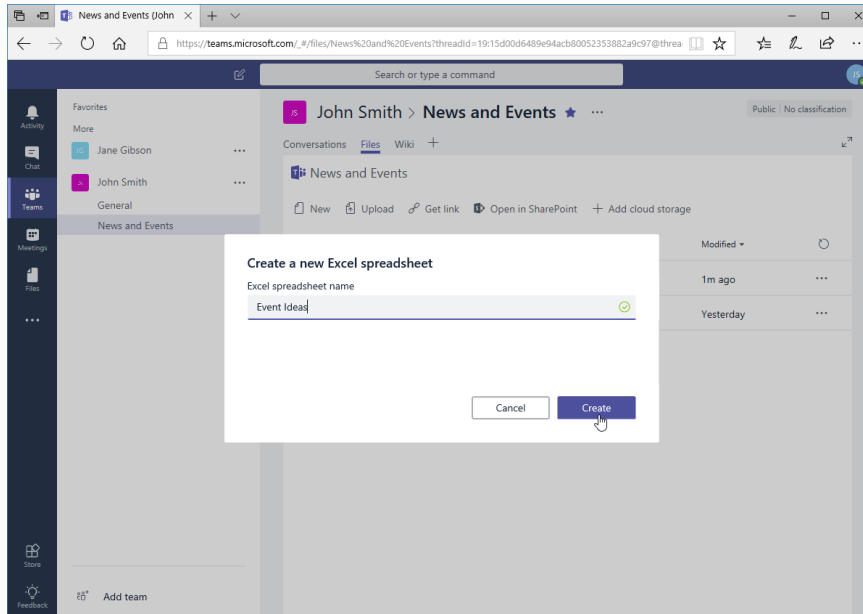 News and Events (John
https://teams.microsoft.com/_#/files/News%20and%20Events?threadId=19:15d00d6489e94acb80052353882a9c97@threa
Search or type a command
JS
Activity
Chat
Teams
Meetings
Files
Store
Feedback
Favorites
More
JG Jane Gibson
JS John Smith
General
News and Events
Add team
JS John Smith > News and Events
Public No classification
Conversations Files Wiki
News and Events
New Upload Get link Open in SharePoint Add cloud storage
Modified
1m ago
Yesterday
Create a new Excel spreadsheet
Excel spreadsheet name
Event Ideas
Cancel Create